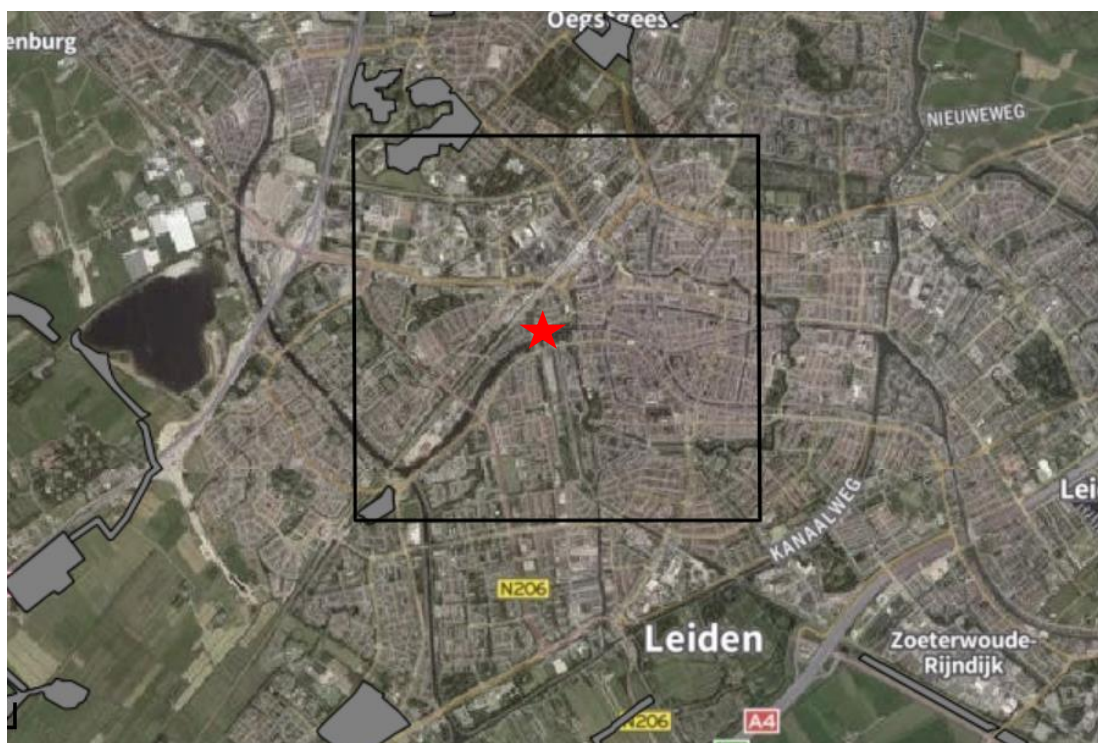 Oegstgeest
enburg
NIEUWEWEG
Lei
KANAALWEG
N206
Leiden
Zoeterwoude-
Rijndijk
N206
A4